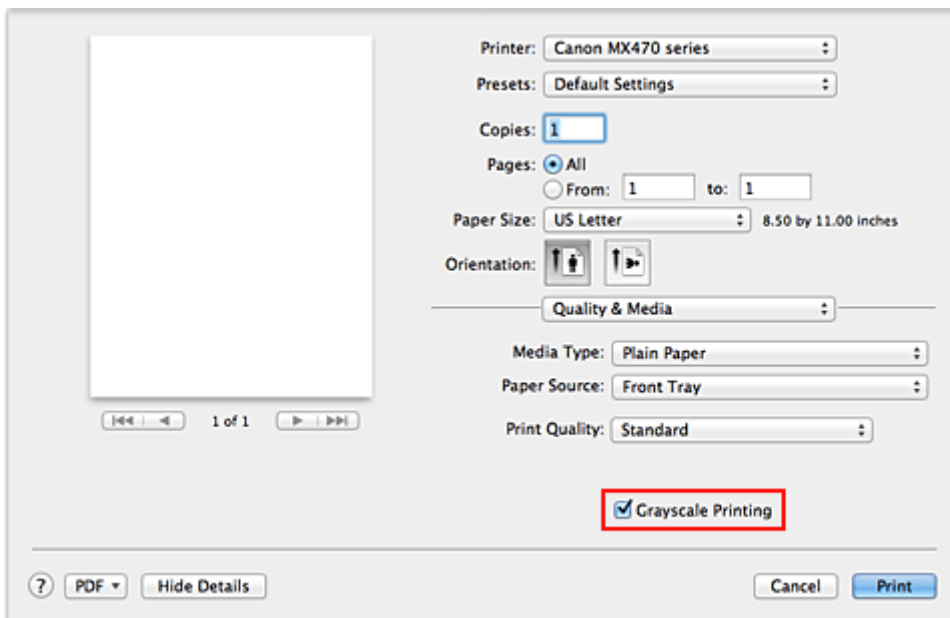 Printer: Canon MX470 series
Presets: Default Settings
Copies: 1
Pages: All
From: 1 to: 1
Paper Size: US Letter 8.50 by 11.00 inches
Orientation:
Quality & Media
Media Type: Plain Paper
Paper Source: Front Tray
1 of 1
Print Quality: Standard
Grayscale Printing
? PDF Hide Details Cancel Print